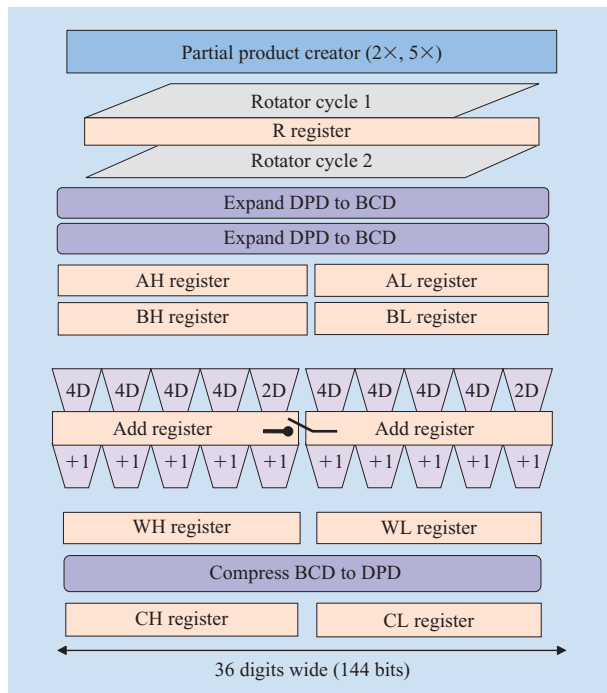 Partial product creator (2×, 5×)
Rotator cycle 1
R register
Rotator cycle 2
Expand DPD to BCD
Expand DPD to BCD
AH register AL register
BH register BL register
4D 4D 4D 4D 2D 4D 4D 4D 4D 2D
Add register Add register
+1 +1 +1 +1 +1 +1 +1 +1 +1 +1
WH register WL register
Compress BCD to DPD
CH register CL register
36 digits wide (144 bits)